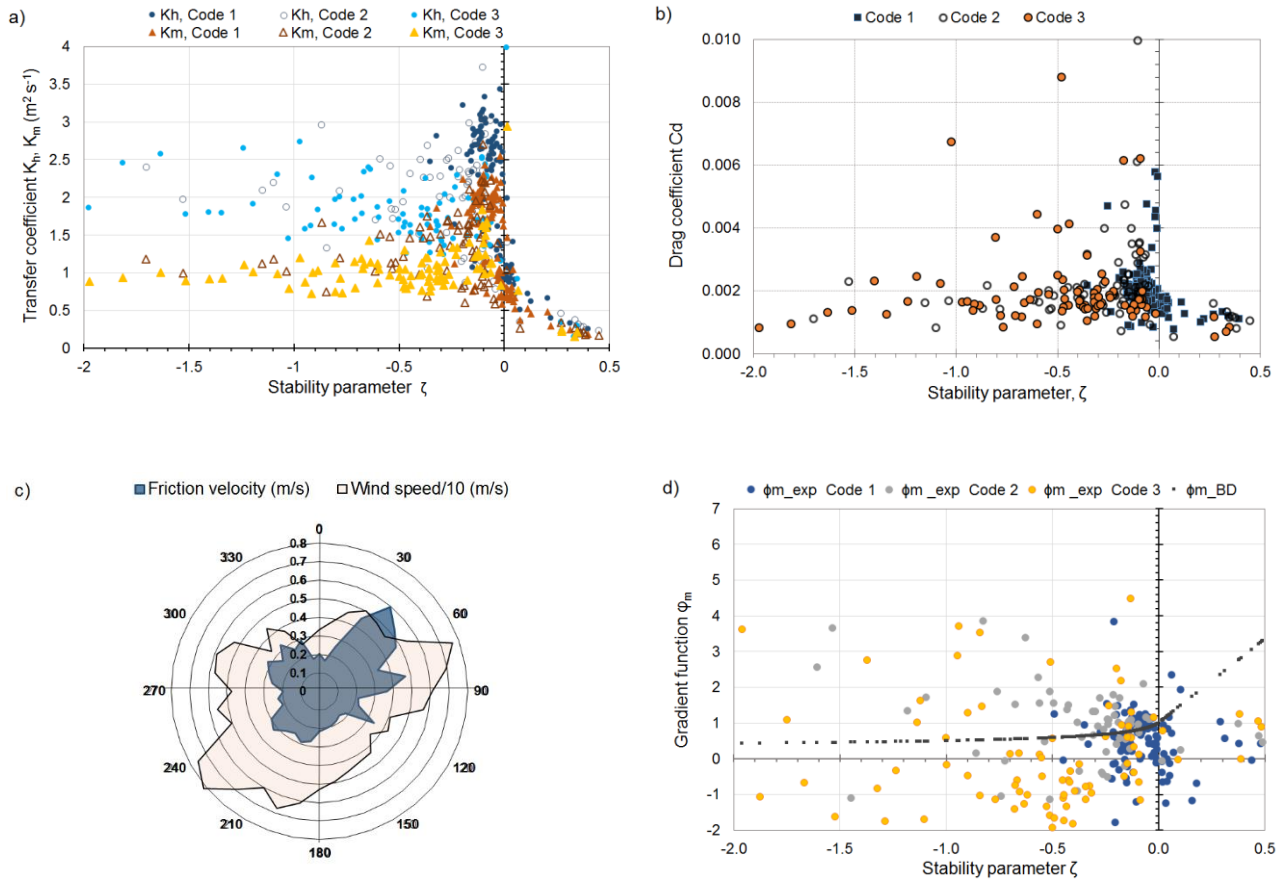 a)
Kh, Code 1 Kh, Code 2 Kh, Code 3
Km, Code 1 Km, Code 2 Km, Code 3
Transfer coefficient Kh, Km (m² s⁻¹)
4
3.5
3
2.5
2
1.5
1
0.5
0
-2 -1.5 -1 -0.5 0 0.5
Stability parameter ζ
b)
Code 1 Code 2 Code 3
Drag coefficient Cd
0.010
0.008
0.006
0.004
0.002
0.000
-2.0 -1.5 -1.0 -0.5 0.0 0.5
Stability parameter, ζ
c)
Friction velocity (m/s) Wind speed/10 (m/s)
0
30
60
90
120
150
180
210
240
270
300
330
0.8
0.7
0.6
0.5
0.4
0.3
0.2
0.1
0
d)
ϕm_exp Code 1 ϕm _exp Code 2 ϕm _exp Code 3 ϕm_BD
Gradient function φm
7
6
5
4
3
2
1
0
-1
-2
-2.0 -1.5 -1.0 -0.5 0.0 0.5
Stability parameter ζ